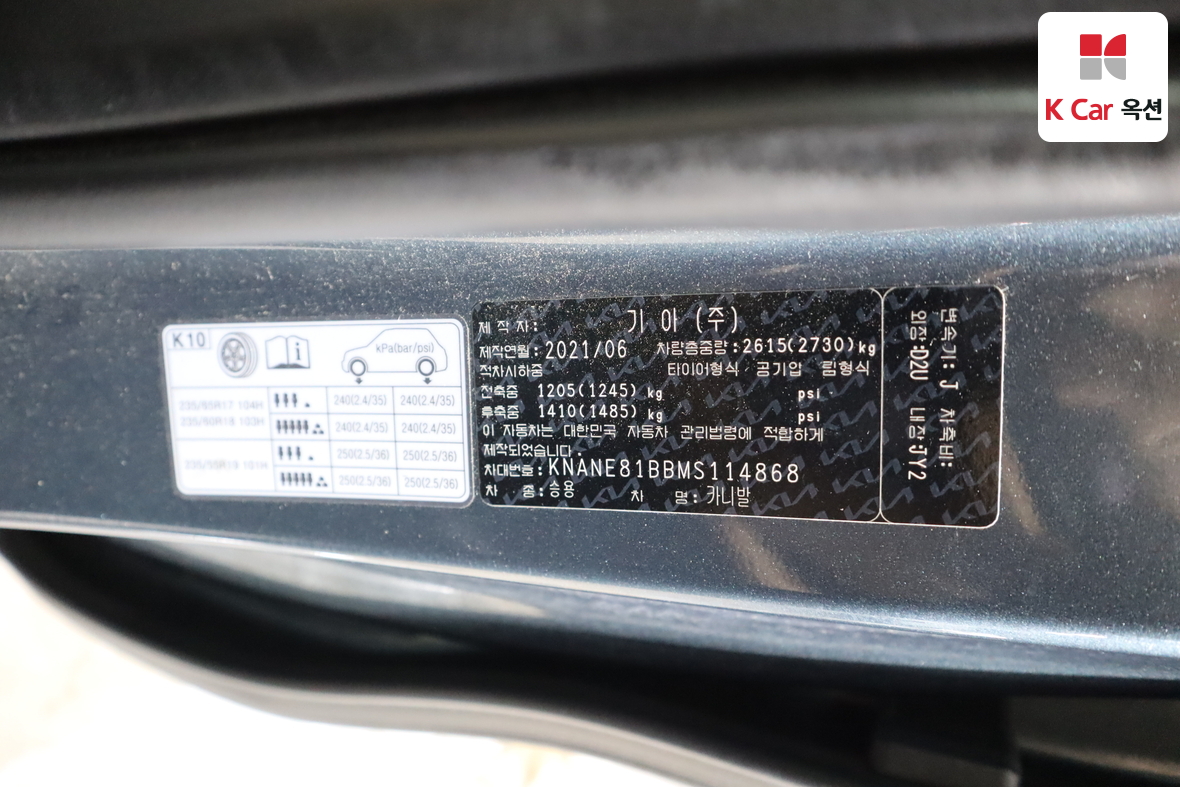 K Car 옥션
K10
kPa(bar/psi)
235/65R17 104H
240(2.4/35) 240(2.4/35)
235/60R18 103H
240(2.4/35) 240(2.4/35)
235/55R19 101H
250(2.5/36) 250(2.5/36)
250(2.5/36) 250(2.5/36)
제작자: 기아(주)
제작연월:2021/06 차량총중량:2615(2730)kg
적차시하중 타이어형식 공기압 림형식
전축중 1205(1245) kg psi
후축중 1410(1485) kg psi
이 자동차는 대한민국 자동차 관리법령에 적합하게
제작되었습니다.
차대번호:KNANE81BBMS114868
차 종:승용 차 명:카니발
변속기: J 차축비:
외장:D2U 내장:JY2